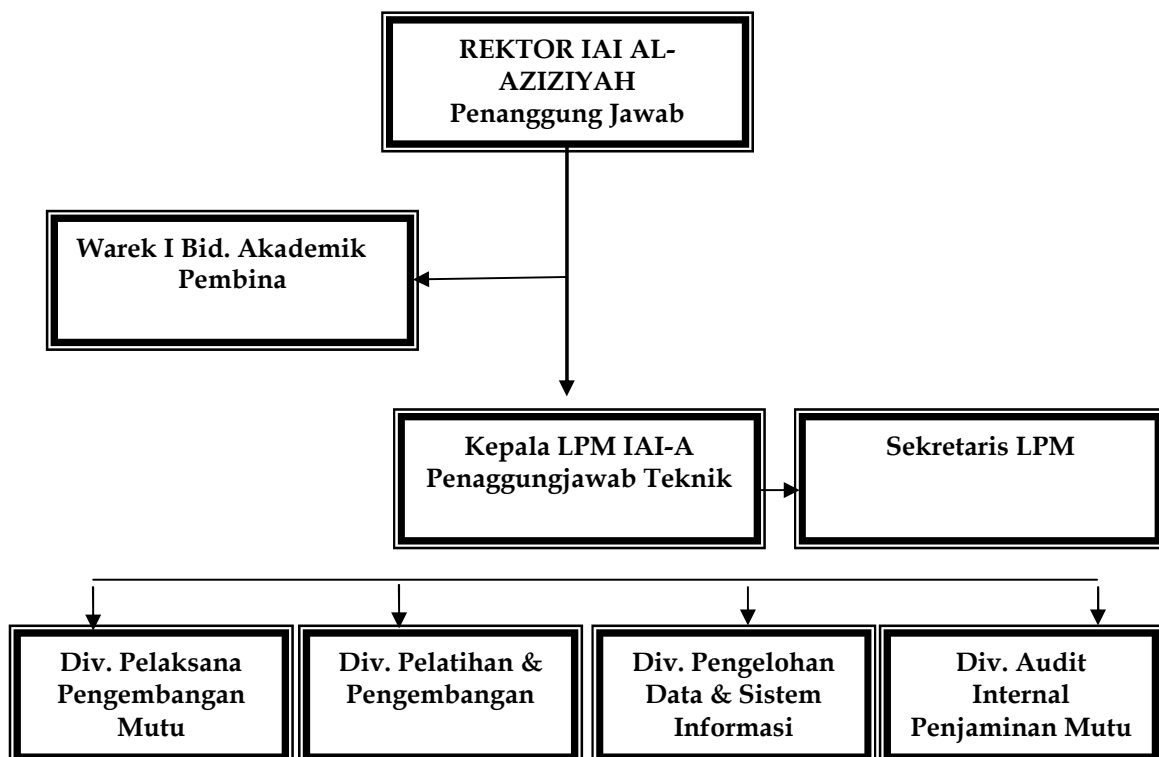 REKTOR IAI AL-
AZIZIYAH
Penanggung Jawab
Warek I Bid. Akademik
Pembina
Kepala LPM IAI-A
Penaggungjawab Teknik
Sekretaris LPM
Div. Pelaksana
Pengembangan
Mutu
Div. Pelatihan &
Pengembangan
Div. Pengelohan
Data & Sistem
Informasi
Div. Audit
Internal
Penjaminan Mutu